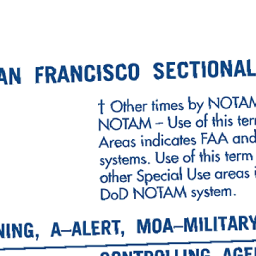 AN FRANCISCO SECTIONAL
† Other times by NOTAM
NOTAM – Use of this ter
Areas indicates FAA and
systems. Use of this term
other Special Use areas i
DoD NOTAM system.
NING, A–ALERT, MOA–MILITARY
CONTROLLING AGE